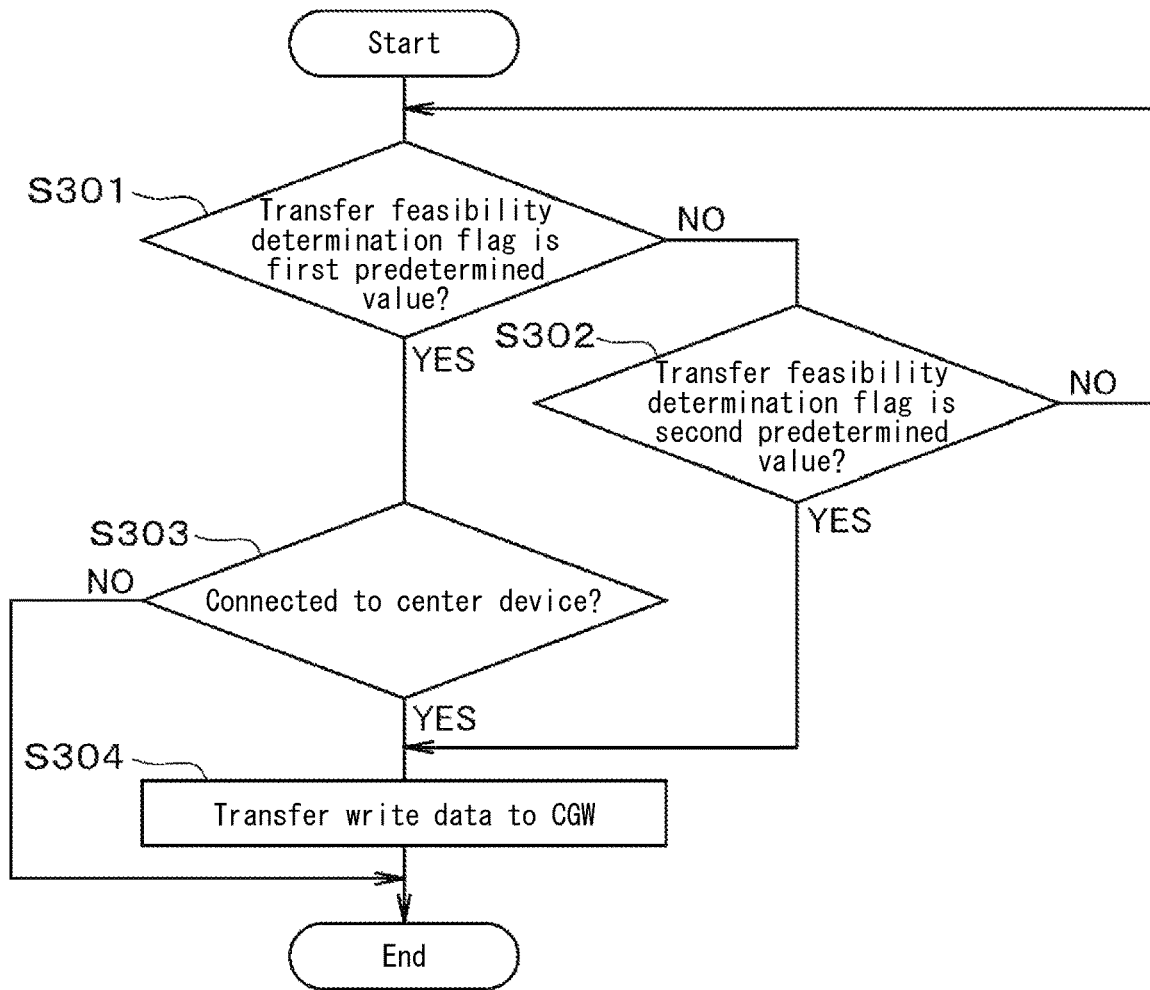 Start
S301
Transfer feasibility
determination flag is
first predetermined
value?
NO
YES
S302
Transfer feasibility
determination flag is
second predetermined
value?
NO
YES
S303
NO
Connected to center device?
YES
S304
Transfer write data to CGW
End